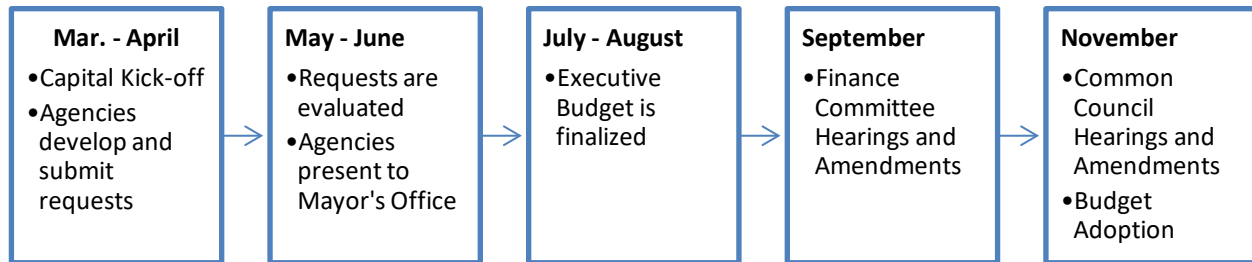 Mar. - April
•Capital Kick-off
•Agencies
develop and
submit
requests
May - June
•Requests are
evaluated
•Agencies
present to
Mayor's Office
July - August
•Executive
Budget is
finalized
September
•Finance
Committee
Hearings and
Amendments
November
•Common
Council
Hearings and
Amendments
•Budget
Adoption